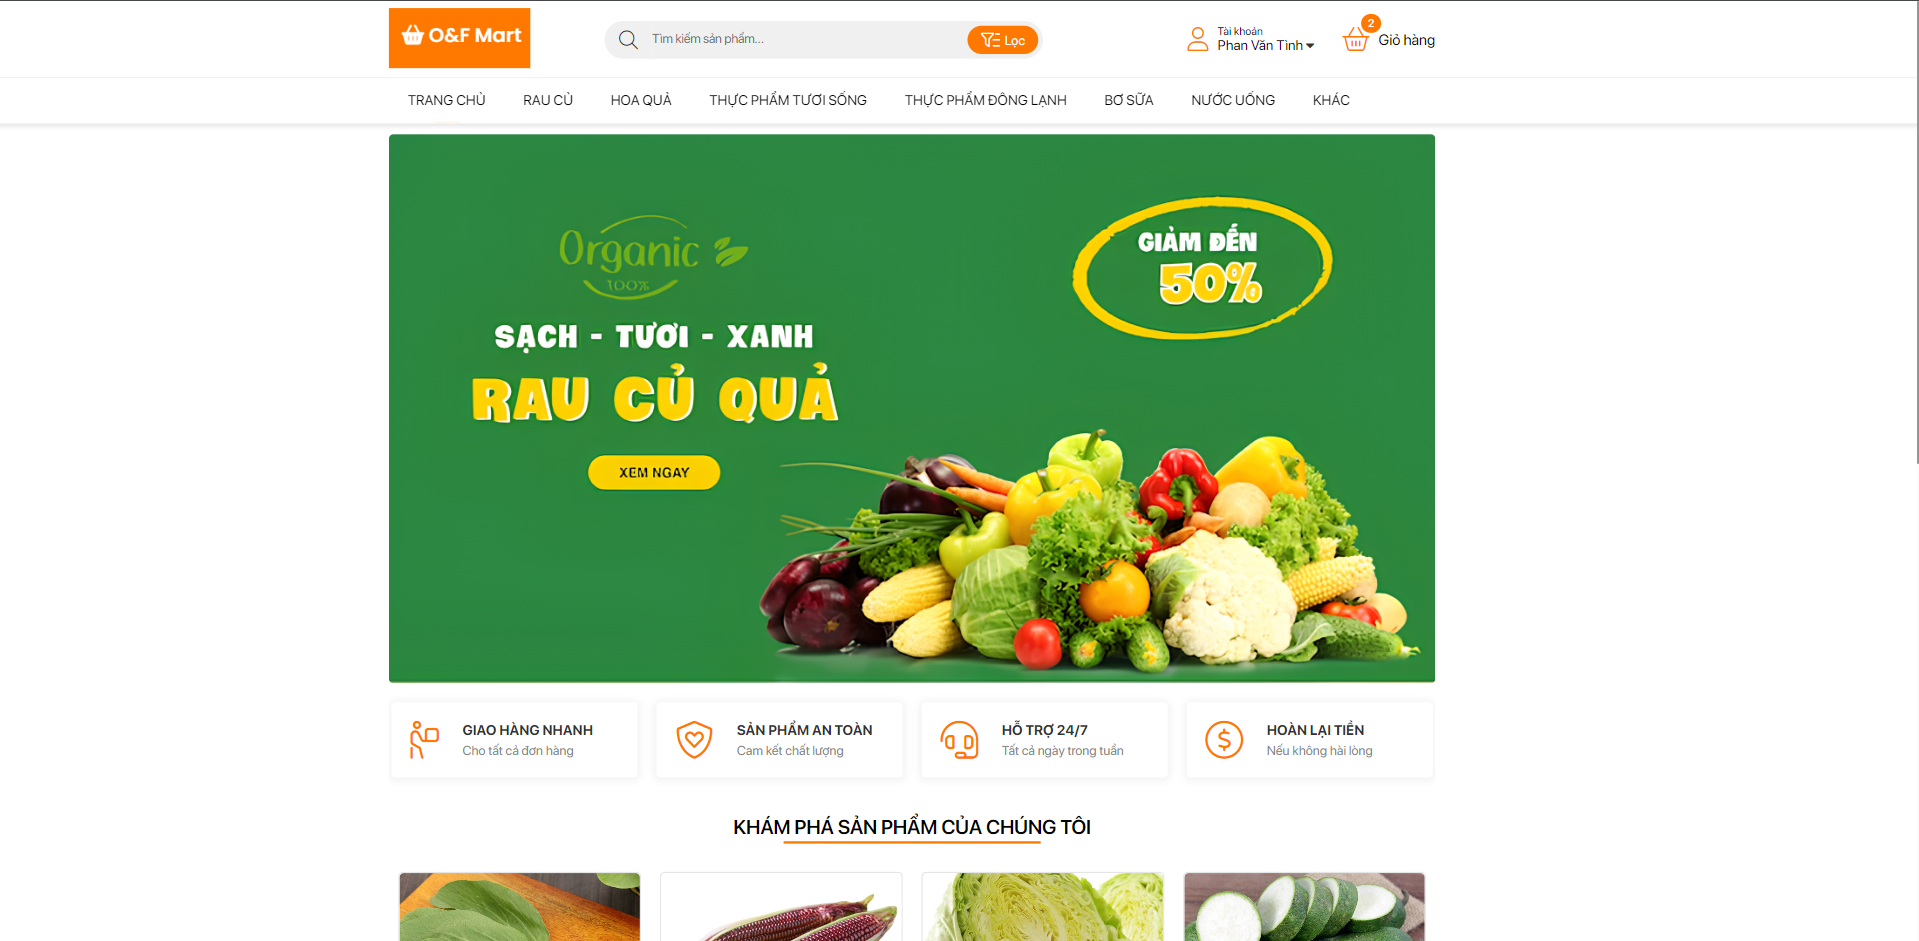 O&F Mart
Tìm kiếm sản phẩm...
Lọc
Tài khoản
Phan Văn Tình
2
Giỏ hàng
TRANG CHỦ
RAU CỦ
HOA QUẢ
THỰC PHẨM TƯƠI SỐNG
THỰC PHẨM ĐÔNG LẠNH
BƠ SỮA
NƯỚC UỐNG
KHÁC
Organic
100%
GIẢM ĐẾN
50%
SẠCH - TƯƠI - XANH
RAU CỦ QUẢ
XEM NGAY
GIAO HÀNG NHANH
Cho tất cả đơn hàng
SẢN PHẨM AN TOÀN
Cam kết chất lượng
HỖ TRỢ 24/7
Tất cả ngày trong tuần
HOÀN LẠI TIỀN
Nếu không hài lòng
KHÁM PHÁ SẢN PHẨM CỦA CHÚNG TÔI